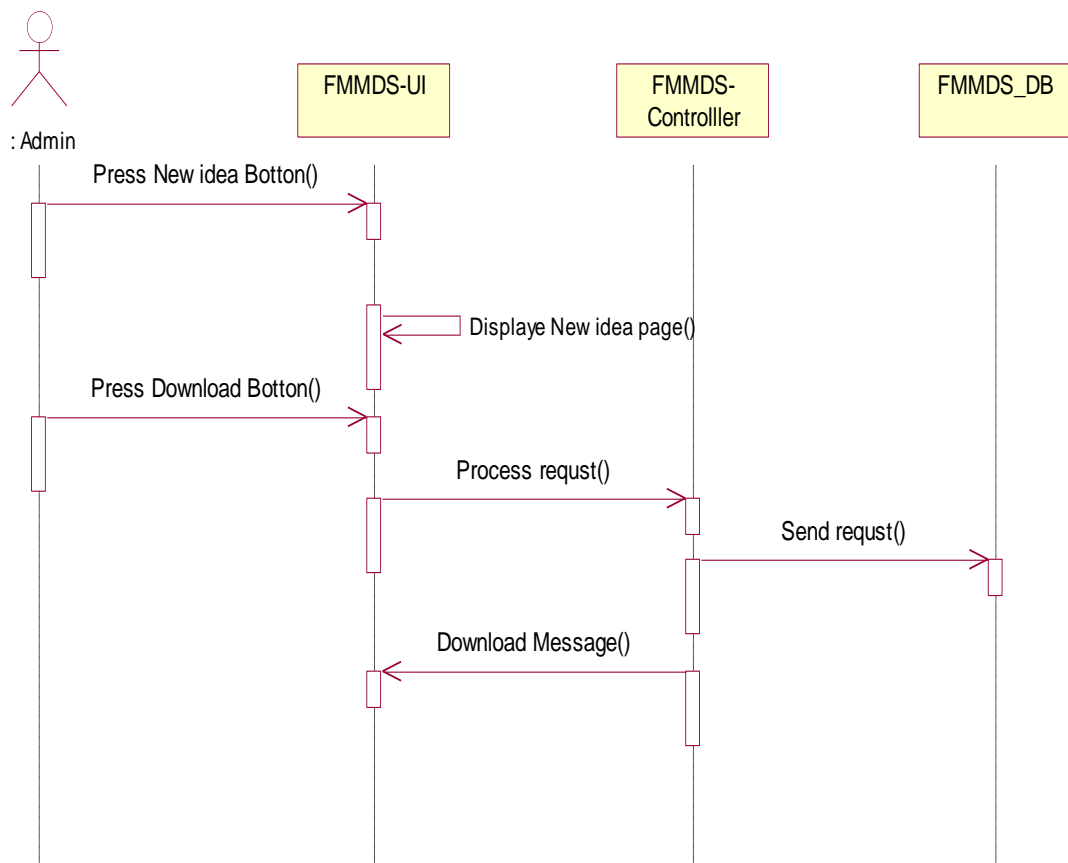 FMMDS-UI
FMMDS-
Controlller
FMMDS_DB
: Admin
Press New idea Botton()
Displaye New idea page()
Press Download Botton()
Process requst()
Send requst()
Download Message()